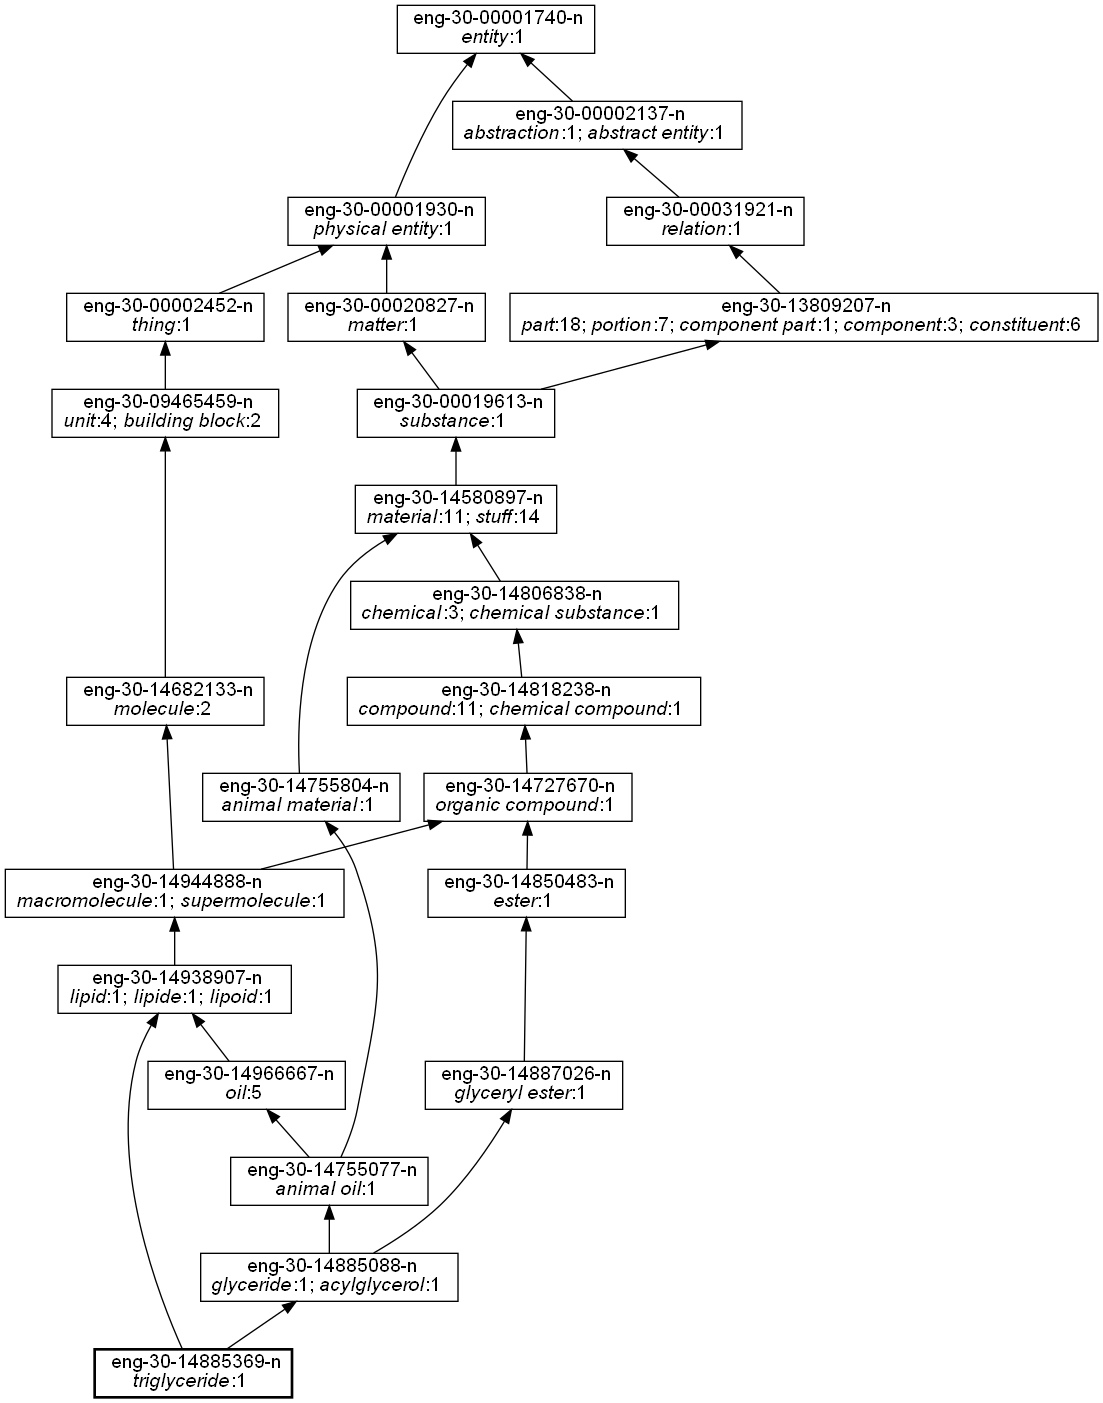 eng-30-00001740-n
entity:1
eng-30-00002137-n
abstraction:1; abstract entity:1
eng-30-00001930-n
physical entity:1
eng-30-00031921-n
relation:1
eng-30-00002452-n
thing:1
eng-30-00020827-n
matter:1
eng-30-13809207-n
part:18; portion:7; component part:1; component:3; constituent:6
eng-30-09465459-n
unit:4; building block:2
eng-30-00019613-n
substance:1
eng-30-14580897-n
material:11; stuff:14
eng-30-14806838-n
chemical:3; chemical substance:1
eng-30-14682133-n
molecule:2
eng-30-14818238-n
compound:11; chemical compound:1
eng-30-14755804-n
animal material:1
eng-30-14727670-n
organic compound:1
eng-30-14944888-n
macromolecule:1; supermolecule:1
eng-30-14850483-n
ester:1
eng-30-14938907-n
lipid:1; lipide:1; lipoid:1
eng-30-14966667-n
oil:5
eng-30-14887026-n
glyceryl ester:1
eng-30-14755077-n
animal oil:1
eng-30-14885088-n
glyceride:1; acylglycerol:1
eng-30-14885369-n
triglyceride:1